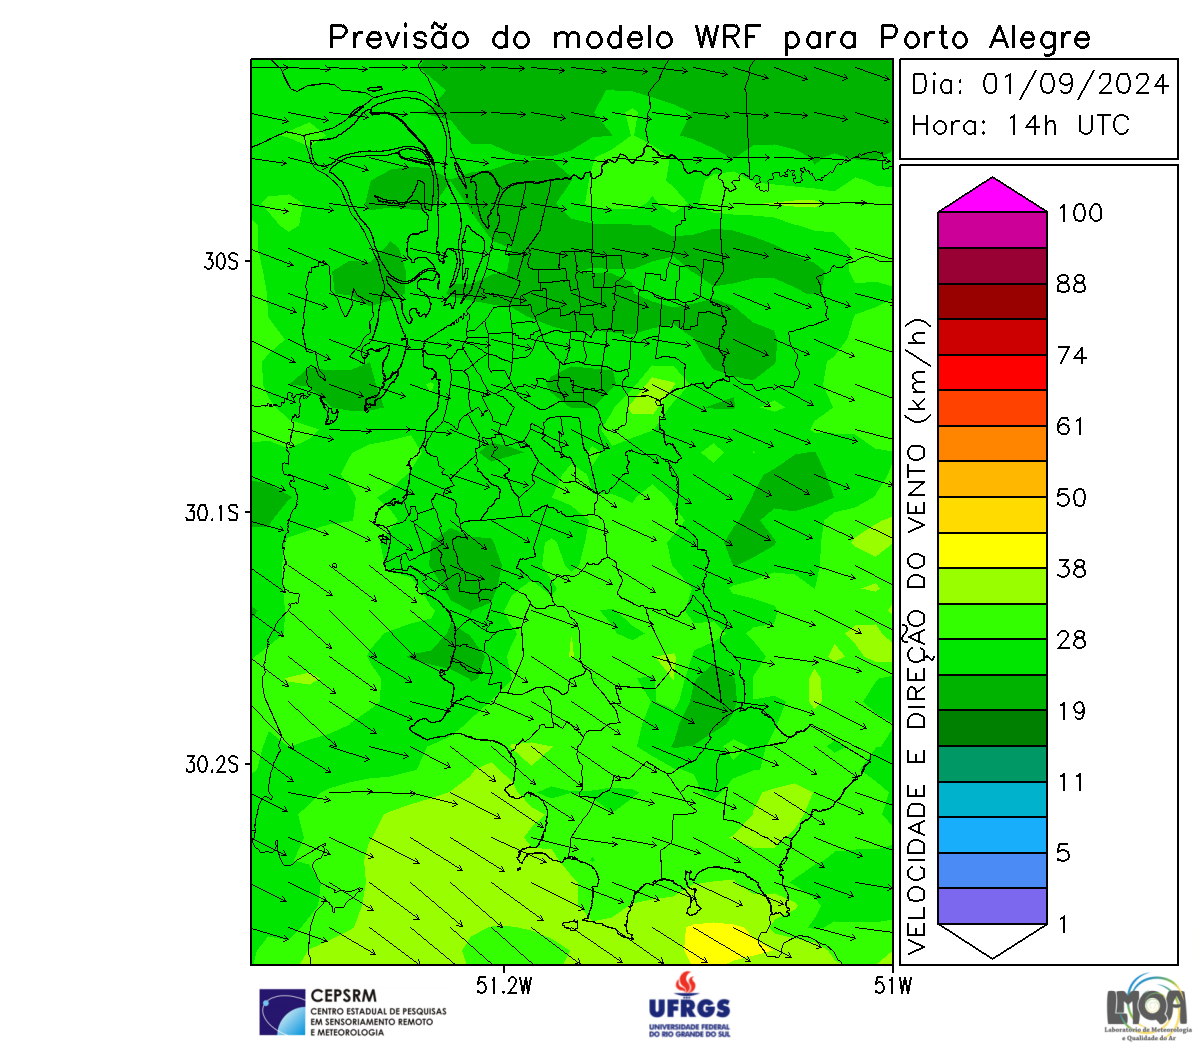 Previsão do modelo WRF para Porto Alegre
Dia: 01/09/2024
Hora: 14h UTC
30S
30.1S
30.2S
51.2W
51W
VELOCIDADE E DIREÇÃO DO VENTO (km/h)
100
88
74
61
50
38
28
19
11
5
1
CEPSRM
CENTRO ESTADUAL DE PESQUISAS
EM SENSORIAMENTO REMOTO
E METEOROLOGIA
UFRGS
UNIVERSIDADE FEDERAL
DO RIO GRANDE DO SUL
LMQA
Laboratório de Meteorologia
e Qualidade do Ar